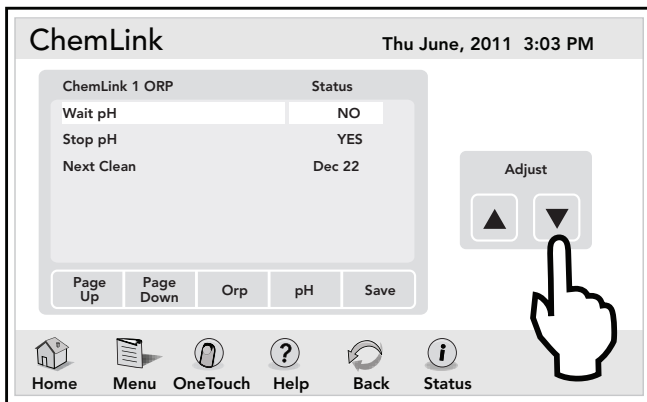 ChemLink Thu June, 2011 3:03 PM
ChemLink 1 ORP Status
Wait pH NO
Stop pH YES
Next Clean Dec 22
Adjust
Page Up Page Down Orp pH Save
Home Menu OneTouch Help Back Status